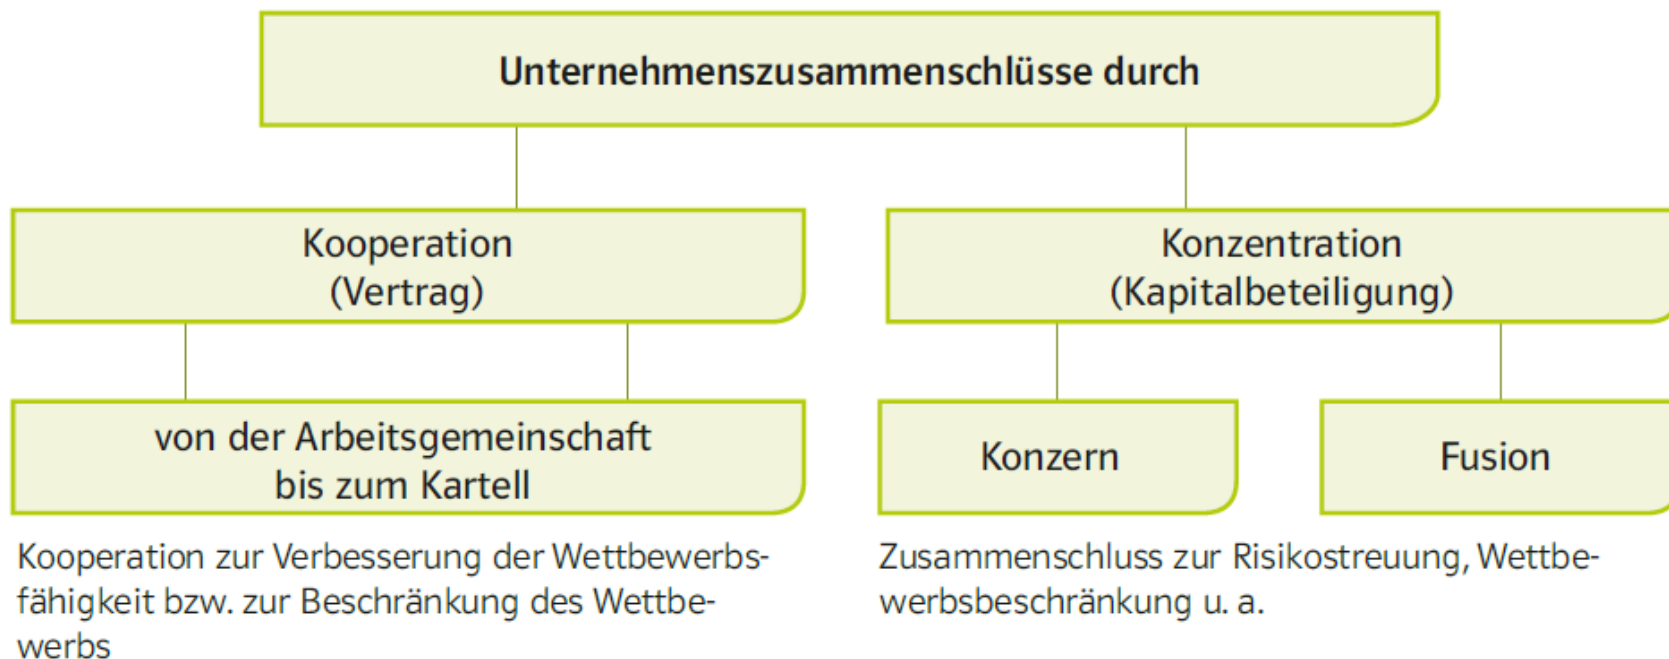 Unternehmenszusammenschlüsse durch
Kooperation
(Vertrag)
Konzentration
(Kapitalbeteiligung)
von der Arbeitsgemeinschaft
bis zum Kartell
Konzern
Fusion
Kooperation zur Verbesserung der Wettbewerbs-
fähigkeit bzw. zur Beschränkung des Wettbe-
werbs
Zusammenschluss zur Risikostreuung, Wettbe-
werbsbeschränkung u. a.